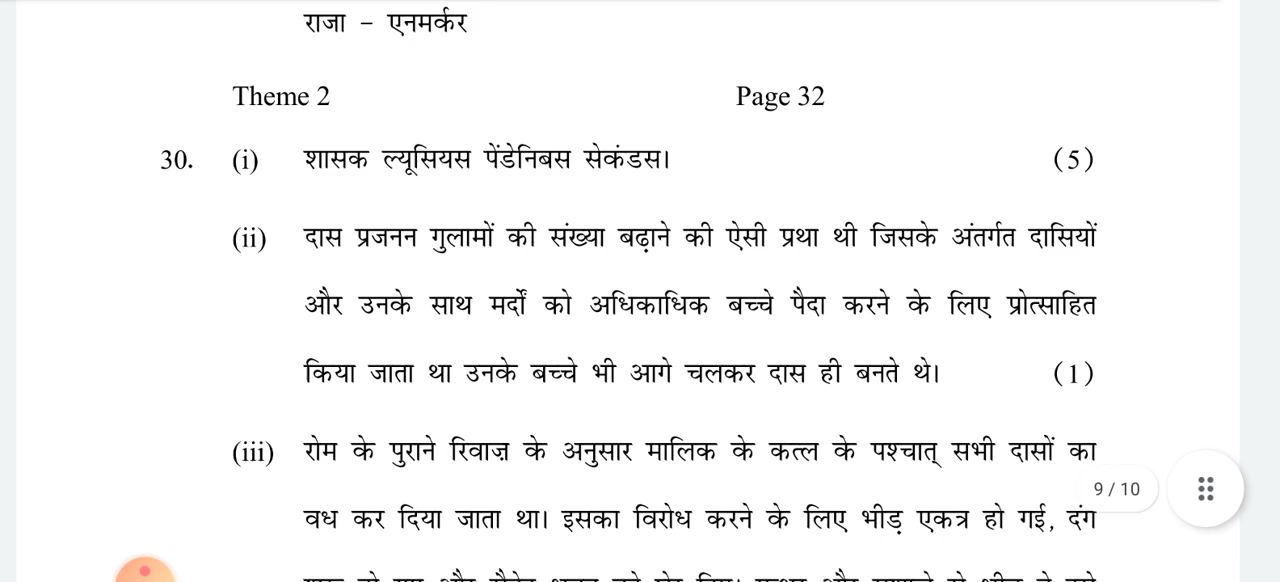 राजा – एनमर्कर
Theme 2 Page 32
30. (i) शासक ल्यूसियस पेंडेनिबस सेकंडस। (5)
(ii) दास प्रजनन गुलामों की संख्या बढ़ाने की ऐसी प्रथा थी जिसके अंतर्गत दासियों
और उनके साथ मर्दों को अधिकाधिक बच्चे पैदा करने के लिए प्रोत्साहित
किया जाता था उनके बच्चे भी आगे चलकर दास ही बनते थे। (1)
(iii) रोम के पुराने रिवाज़ के अनुसार मालिक के कत्ल के पश्चात् सभी दासों का
9 / 10
वध कर दिया जाता था। इसका विरोध करने के लिए भीड़ एकत्र हो गई, दंग